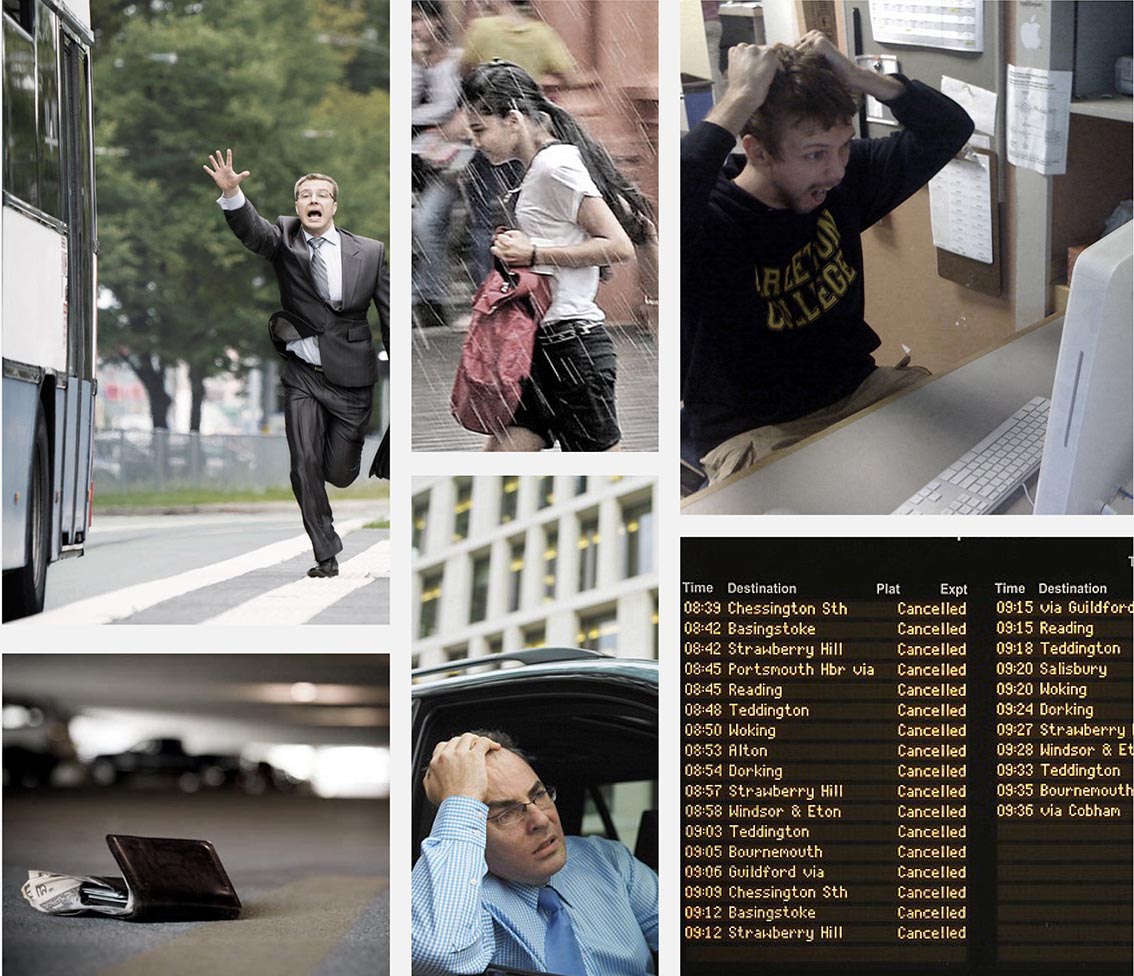 ARLETON
COLLEGE
Time Destination Plat Expt
08:39 Chessington Sth Cancelled
08:42 Basingstoke Cancelled
08:42 Strawberry Hill Cancelled
08:45 Portsmouth Hbr via Cancelled
08:45 Reading Cancelled
08:48 Teddington Cancelled
08:50 Woking Cancelled
08:53 Alton Cancelled
08:54 Dorking Cancelled
08:57 Strawberry Hill Cancelled
08:58 Windsor & Eton Cancelled
09:03 Teddington Cancelled
09:05 Bournemouth Cancelled
09:06 Guildford via Cancelled
09:09 Chessington Sth Cancelled
09:12 Basingstoke Cancelled
09:12 Strawberry Hill Cancelled
Time Destination
09:15 via Guildford
09:15 Reading
09:18 Teddington
09:20 Salisbury
09:20 Woking
09:24 Dorking
09:27 Strawberry
09:28 Windsor & Et
09:33 Teddington
09:35 Bournemouth
09:36 via Cobham